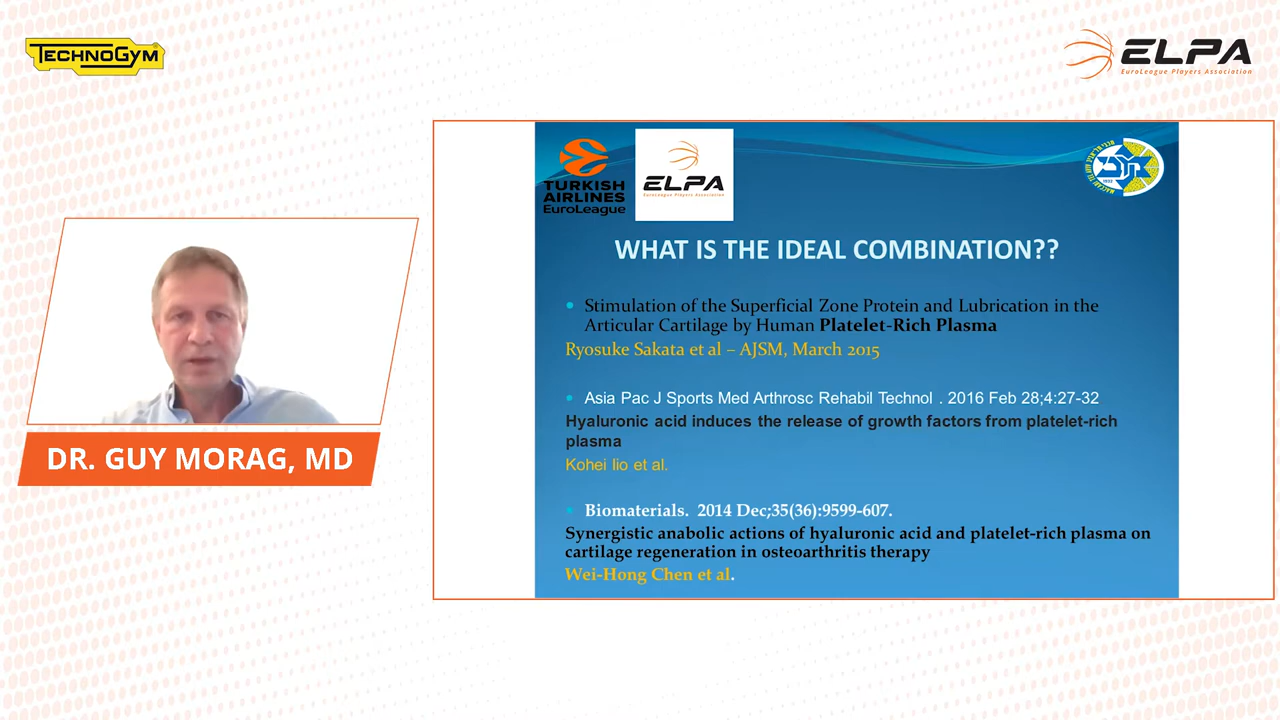 TECHNOGYM
ELPA
EuroLeague Players Association
TURKISH
AIRLINES
EuroLeague
ELPA
EuroLeague Players Association
WHAT IS THE IDEAL COMBINATION??
• Stimulation of the Superficial Zone Protein and Lubrication in the
Articular Cartilage by Human Platelet-Rich Plasma
Ryosuke Sakata et al – AJSM, March 2015
• Asia Pac J Sports Med Arthrosc Rehabil Technol . 2016 Feb 28;4:27-32
Hyaluronic acid induces the release of growth factors from platelet-rich
plasma
Kohei Iio et al.
• Biomaterials. 2014 Dec;35(36):9599-607.
Synergistic anabolic actions of hyaluronic acid and platelet-rich plasma on
cartilage regeneration in osteoarthritis therapy
Wei-Hong Chen et al.
DR. GUY MORAG, MD